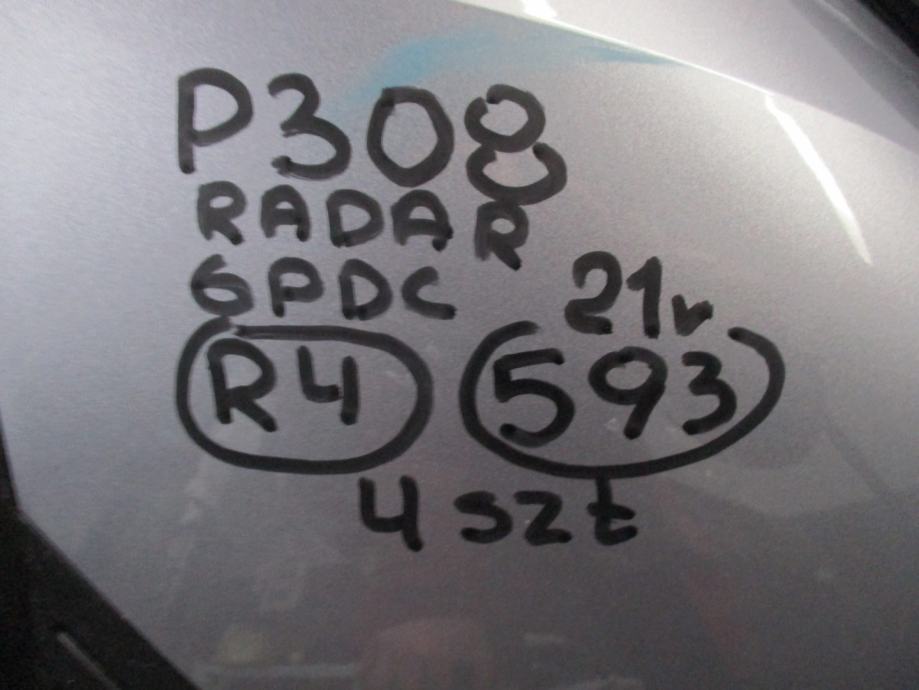 P308
RADAR
6PDC 21r
R4 593
4 szt